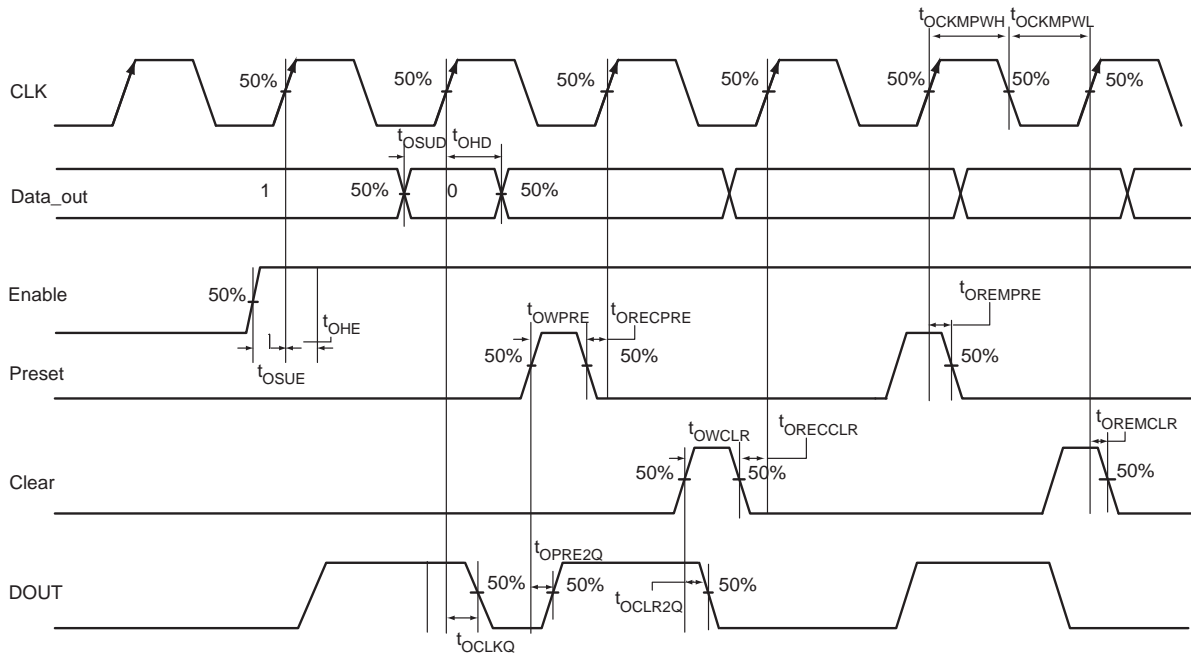 tOCKMPWH tOCKMPWL
CLK 50% 50% 50% 50% 50% 50% 50%
tOSUD tOHD
Data_out 1 50% 0 50%
Enable 50%
tOHE tOSUE
tOREMPRE
tOWPRE tORECPRE
Preset 50% 50% 50%
tOWCLR tORECCLR tOREMCLR
Clear 50% 50% 50%
tOPRE2Q
DOUT 50% 50% 50%
tOCLR2Q
tOCLKQ